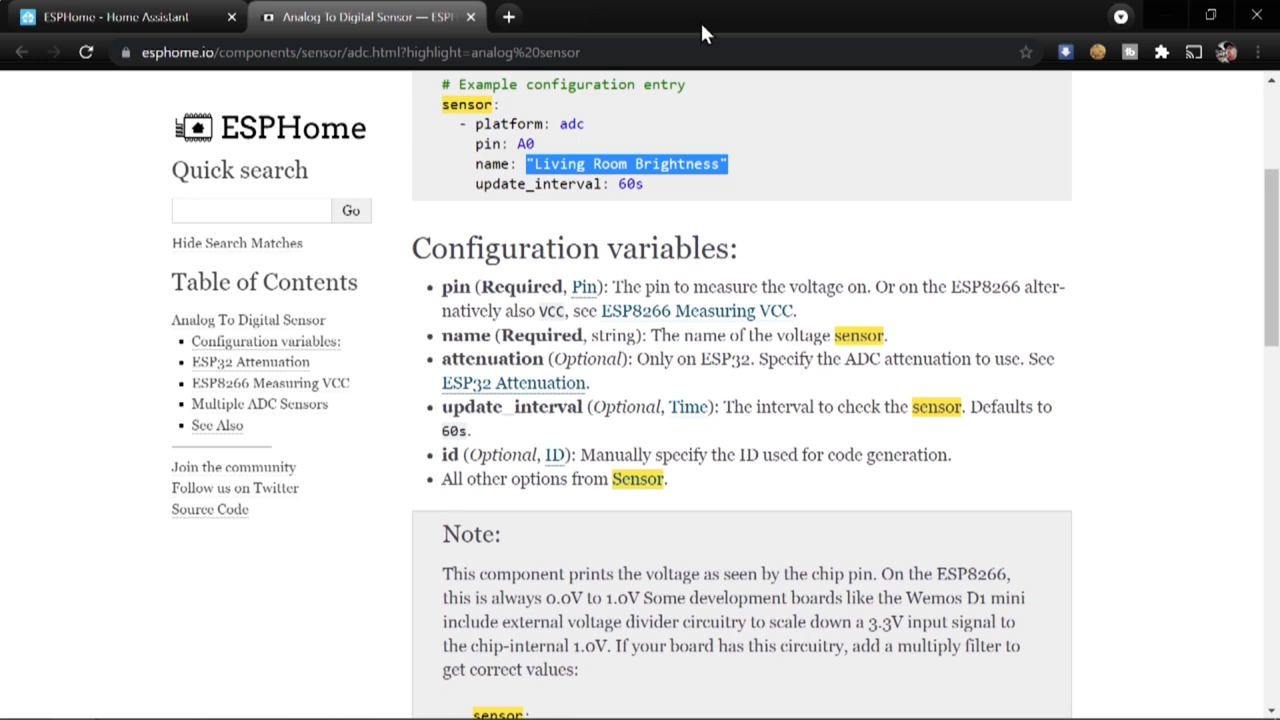 ESPHome - Home Assistant
Analog To Digital Sensor — ESPH
esphome.io/components/sensor/adc.html?highlight=analog%20sensor
ESPHome
Quick search
Go
Hide Search Matches
Table of Contents
Analog To Digital Sensor
Configuration variables:
ESP32 Attenuation
ESP8266 Measuring VCC
Multiple ADC Sensors
See Also
Join the community
Follow us on Twitter
Source Code
# Example configuration entry
sensor:
- platform: adc
pin: A0
name: "Living Room Brightness"
update_interval: 60s
Configuration variables:
• pin (Required, Pin): The pin to measure the voltage on. Or on the ESP8266 alter-
natively also VCC, see ESP8266 Measuring VCC.
• name (Required, string): The name of the voltage sensor.
• attenuation (Optional): Only on ESP32. Specify the ADC attenuation to use. See
ESP32 Attenuation.
• update_interval (Optional, Time): The interval to check the sensor. Defaults to
60s.
• id (Optional, ID): Manually specify the ID used for code generation.
• All other options from Sensor.
Note:
This component prints the voltage as seen by the chip pin. On the ESP8266,
this is always 0.0V to 1.0V Some development boards like the Wemos D1 mini
include external voltage divider circuitry to scale down a 3.3V input signal to
the chip-internal 1.0V. If your board has this circuitry, add a multiply filter to
get correct values:
sensor: